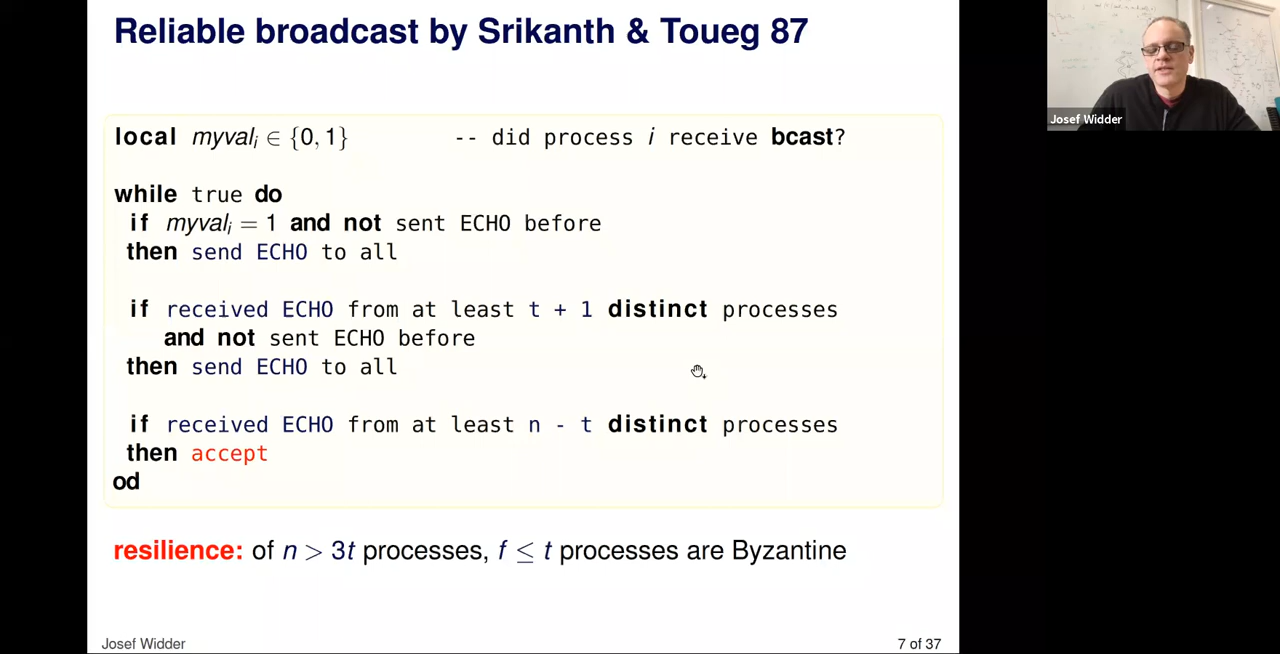 Reliable broadcast by Srikanth & Toueg 87
Josef Widder
local myvalᵢ ∈ {0, 1} -- did process i receive bcast?
while true do
if myvalᵢ = 1 and not sent ECHO before
then send ECHO to all
if received ECHO from at least t + 1 distinct processes
and not sent ECHO before
then send ECHO to all
if received ECHO from at least n - t distinct processes
then accept
od
resilience: of n > 3t processes, f ≤ t processes are Byzantine
Josef Widder 7 of 37